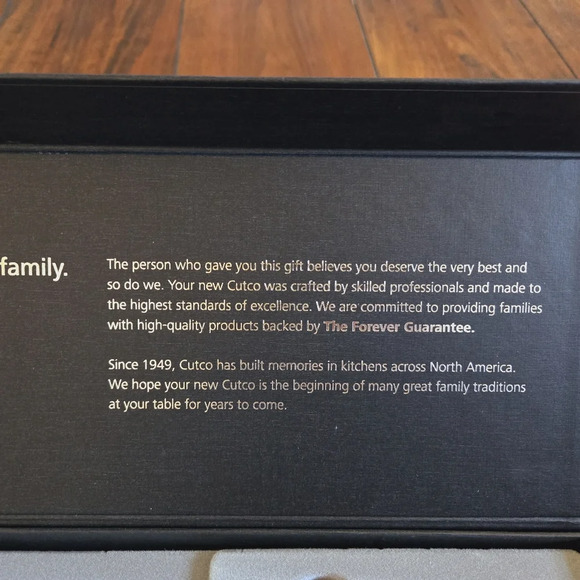 family.
The person who gave you this gift believes you deserve the very best and
so do we. Your new Cutco was crafted by skilled professionals and made to
the highest standards of excellence. We are committed to providing families
with high-quality products backed by The Forever Guarantee.
Since 1949, Cutco has built memories in kitchens across North America.
We hope your new Cutco is the beginning of many great family traditions
at your table for years to come.